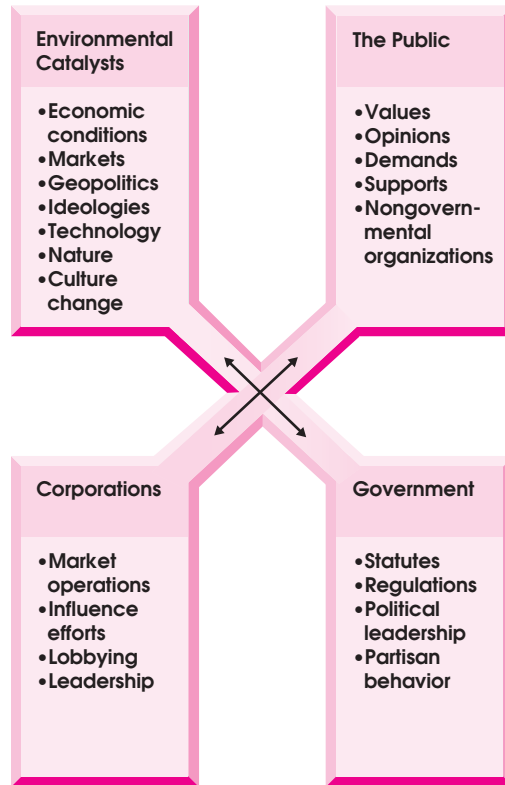 Environmental
Catalysts
•Economic
conditions
•Markets
•Geopolitics
•Ideologies
•Technology
•Nature
•Culture
change
The Public
•Values
•Opinions
•Demands
•Supports
•Nongovern-
mental
organizations
Corporations
•Market
operations
•Influence
efforts
•Lobbying
•Leadership
Government
•Statutes
•Regulations
•Political
leadership
•Partisan
behavior